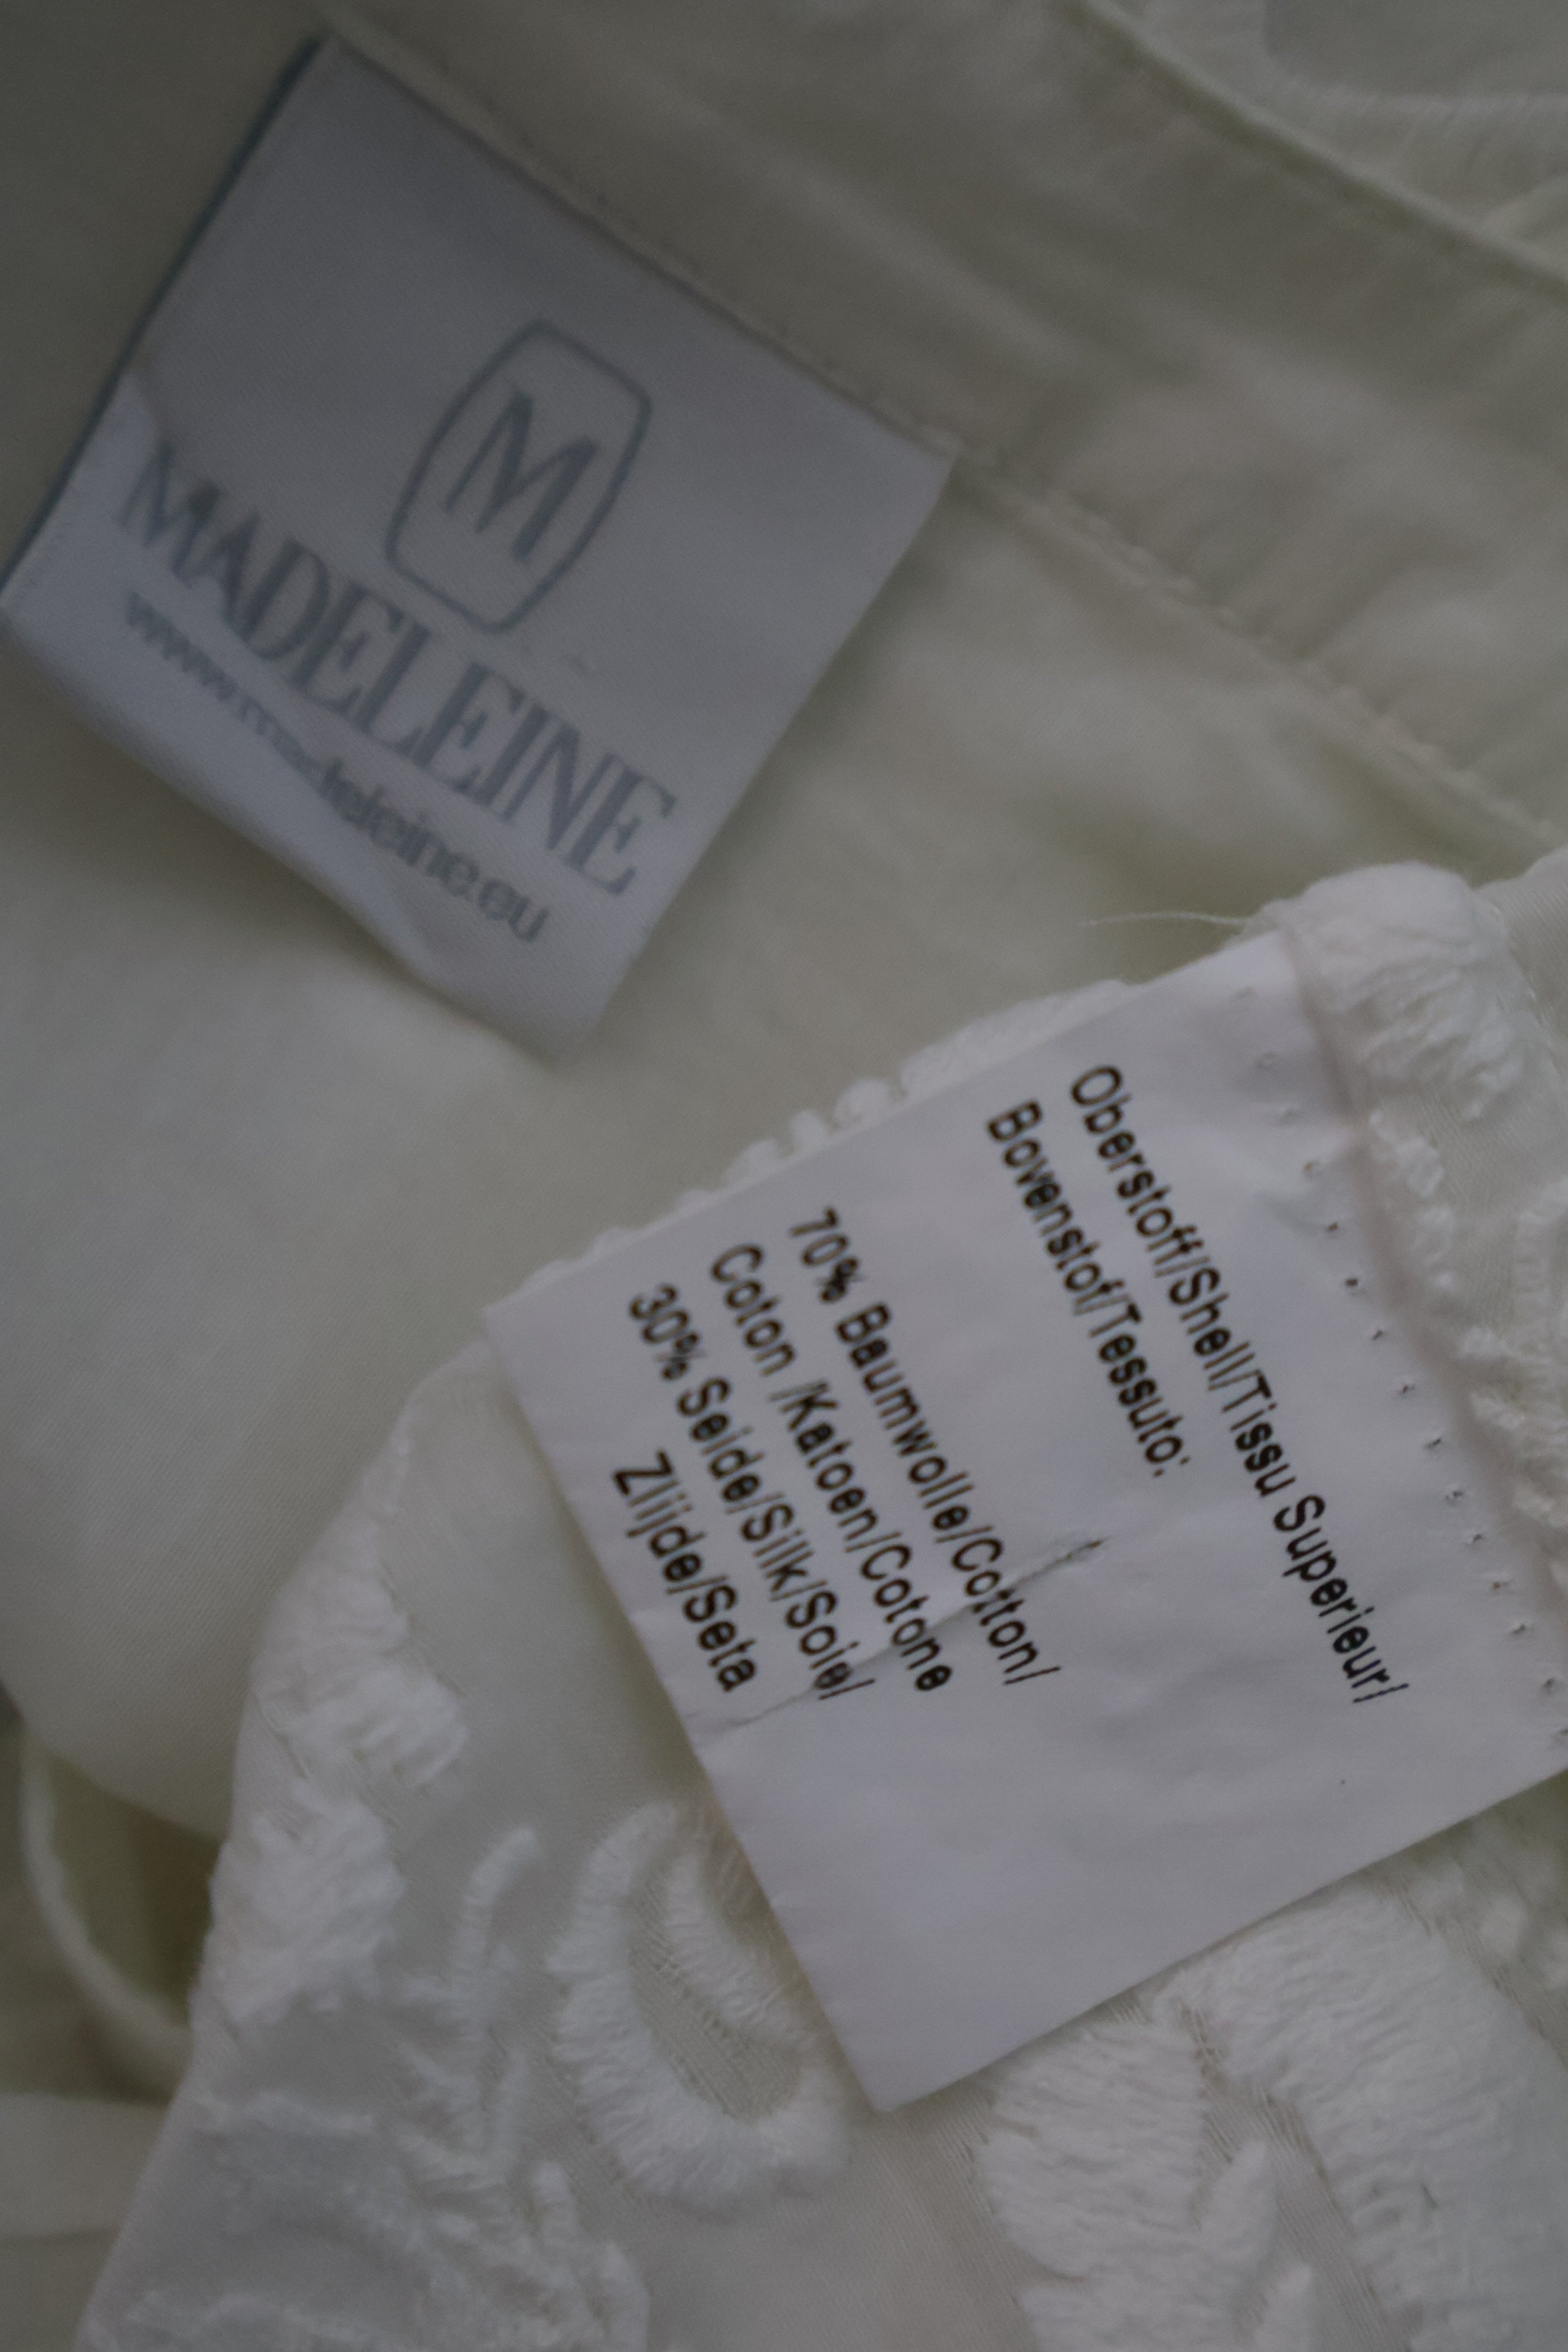 M
MADELEINE
Oberstoff/Shell/Tissu Superieur/
Bovenstof/Tessuto:
70% Baumwolle/Cotton/
Coton /Katoen/Cotone
30% Seide/Silk/Soie/
Zijde/Seta